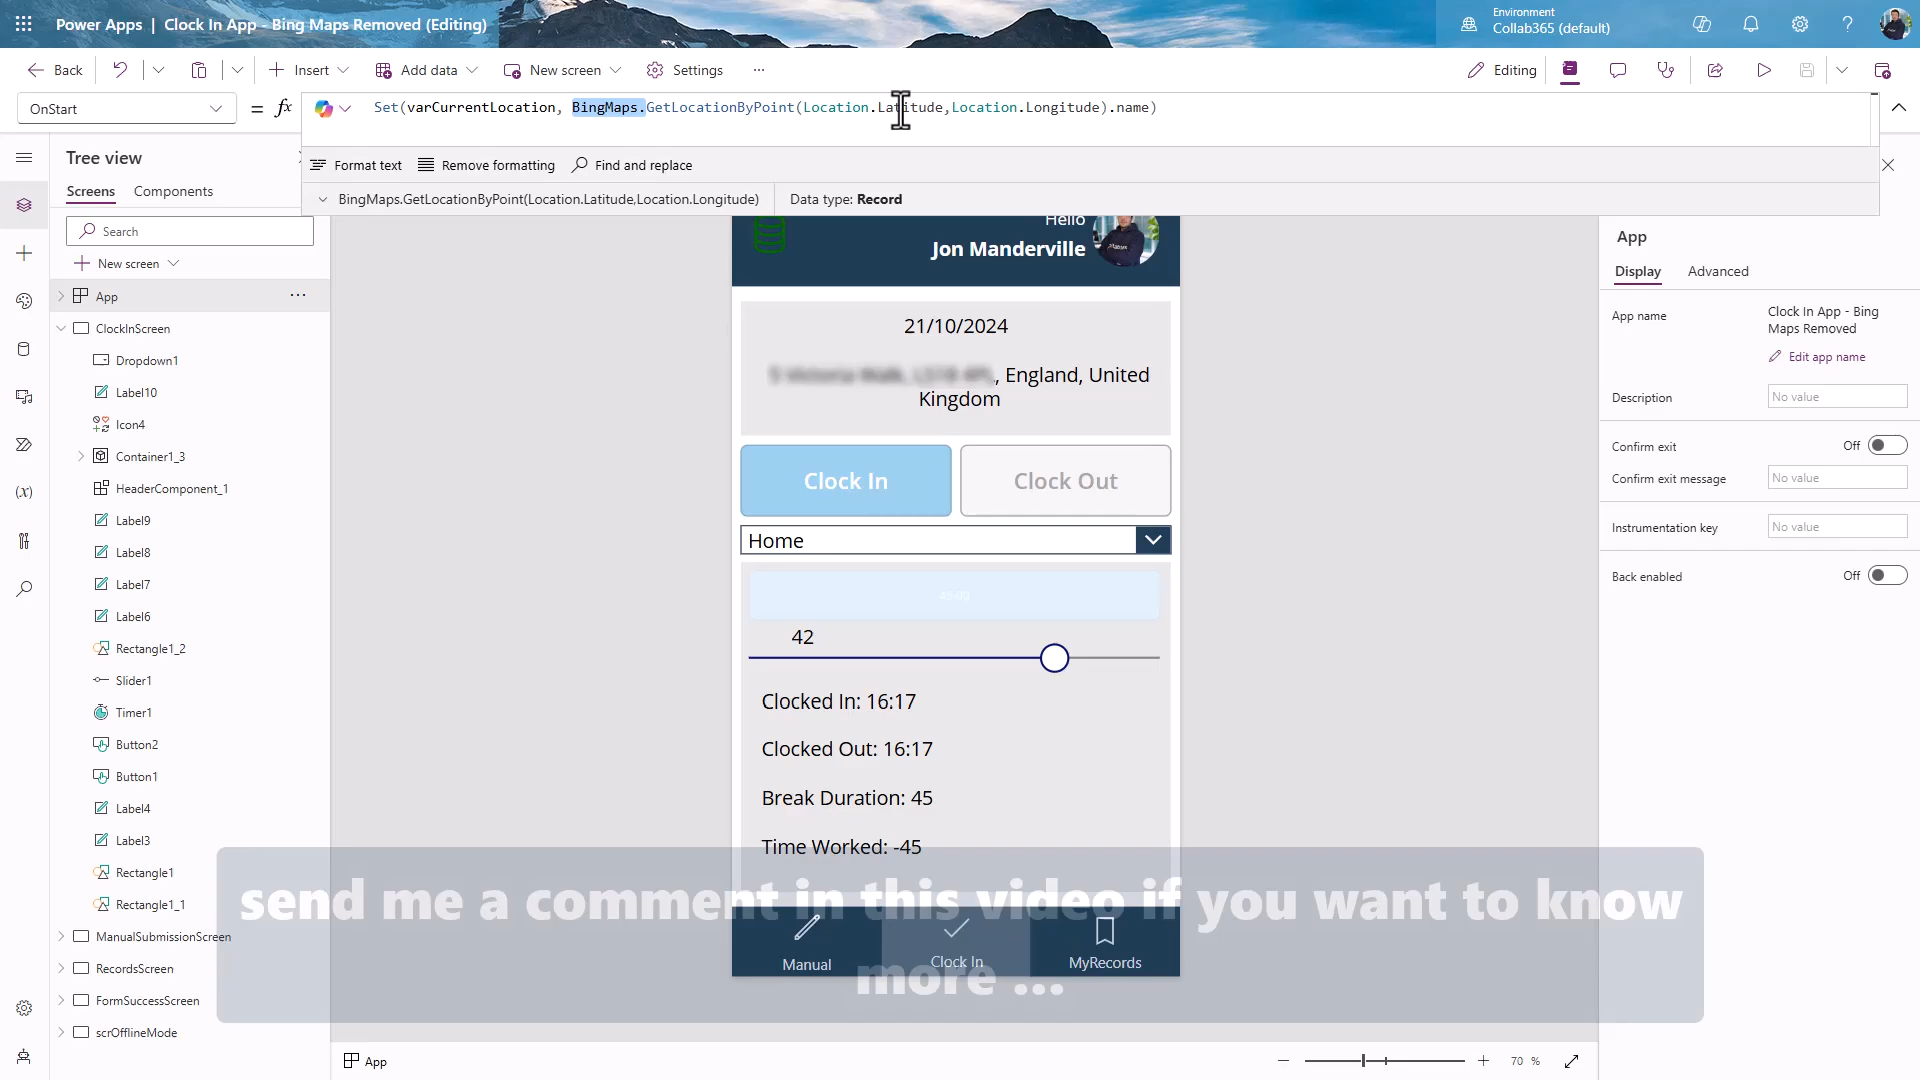 Power Apps | Clock In App - Bing Maps Removed (Editing)
Environment
Collab365 (default)
Back
Insert
Add data
New screen
Settings
Editing
OnStart
= fx
Set(varCurrentLocation, BingMaps.GetLocationByPoint(Location.Latitude,Location.Longitude).name)
Format text
Remove formatting
Find and replace
BingMaps.GetLocationByPoint(Location.Latitude,Location.Longitude)
Data type: Record
Tree view
Screens
Components
Search
New screen
App
ClockInScreen
Dropdown1
Label10
Icon4
Container1_3
HeaderComponent_1
Label9
Label8
Label7
Label6
Rectangle1_2
Slider1
Timer1
Button2
Button1
Label4
Label3
Rectangle1
Rectangle1_1
ManualSubmissionScreen
RecordsScreen
FormSuccessScreen
scrOfflineMode
Hello
Jon Manderville
21/10/2024
, England, United
Kingdom
Clock In
Clock Out
Home
42
Clocked In: 16:17
Clocked Out: 16:17
Break Duration: 45
Time Worked: -45
send me a comment in this video if you want to know
more ...
Manual
Clock In
MyRecords
App
70 %
App
Display
Advanced
App name
Clock In App - Bing
Maps Removed
Edit app name
Description
No value
Confirm exit
Off
Confirm exit message
No value
Instrumentation key
No value
Back enabled
Off